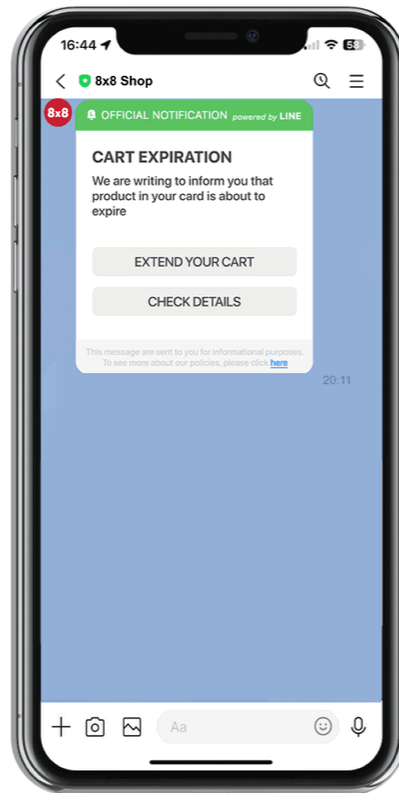 16:44
58
8x8 Shop
8x8
OFFICIAL NOTIFICATION powered by LINE
CART EXPIRATION
We are writing to inform you that
product in your card is about to
expire
EXTEND YOUR CART
CHECK DETAILS
This message are sent to you for informational purposes.
To see more about our policies, please click here
20:11
Aa